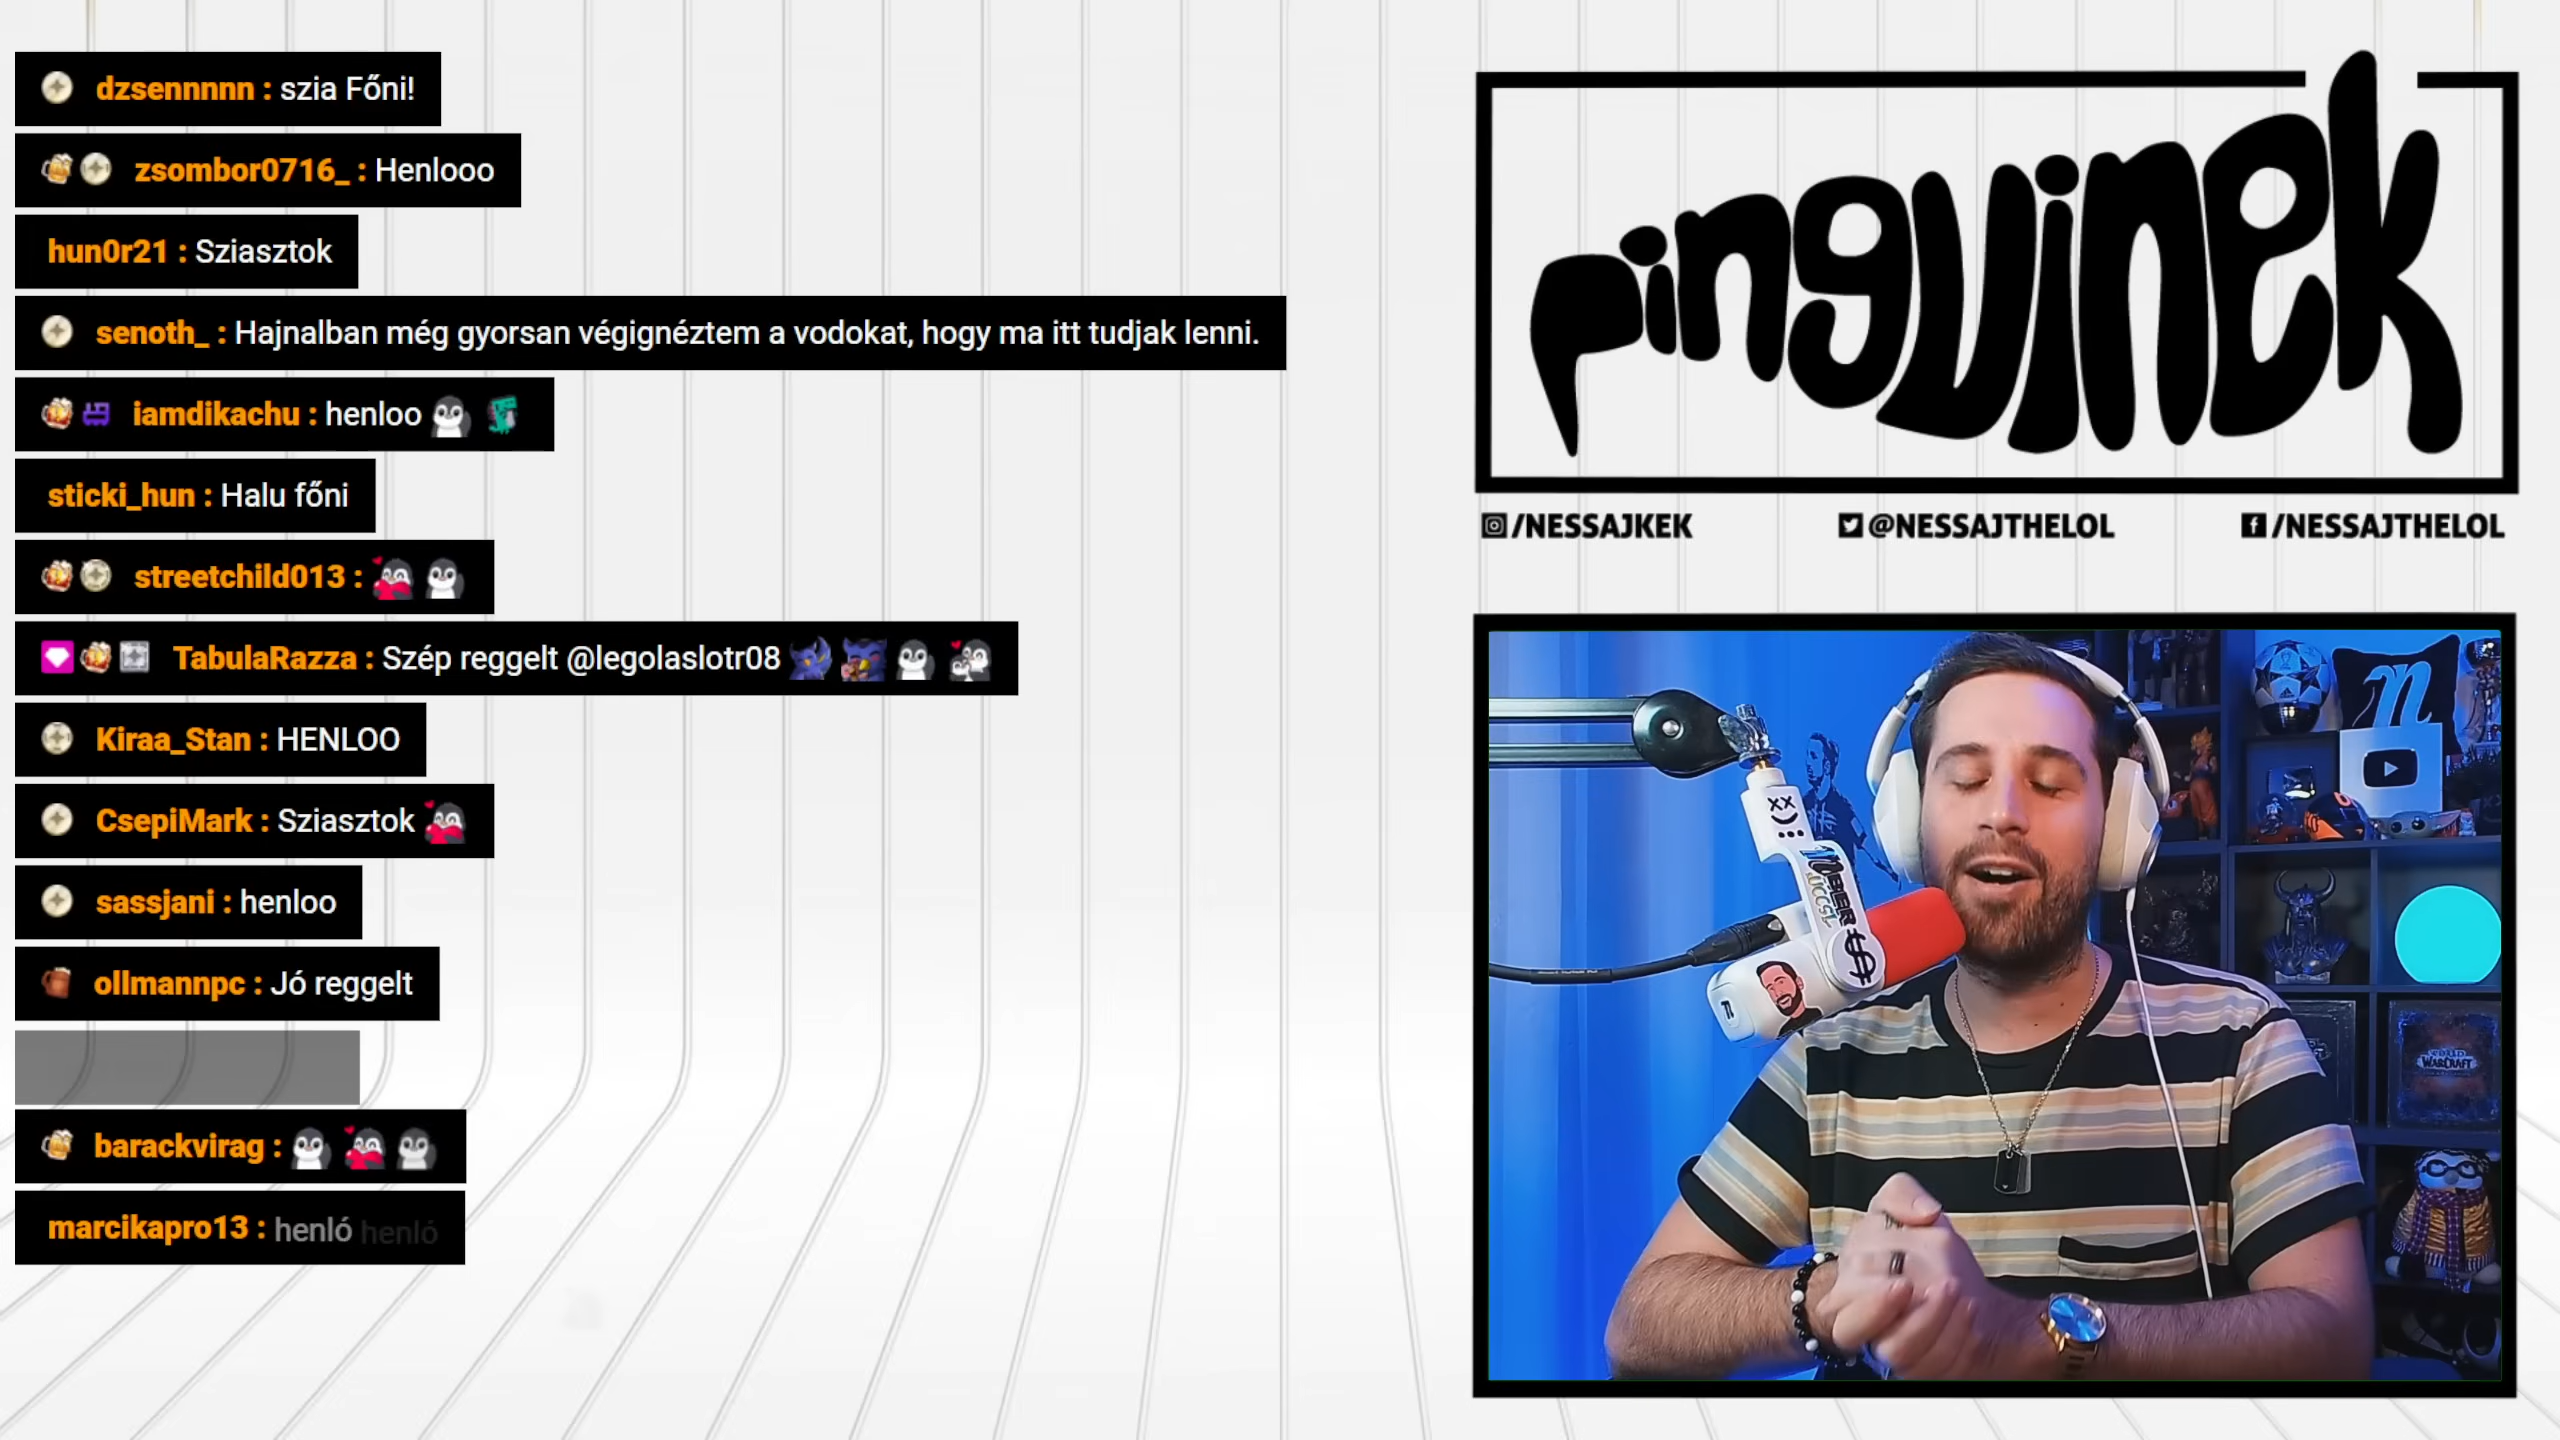 dzsennnnn : szia Főni!
zsombor0716_ : Henlooo
hun0r21 : Sziasztok
senoth_ : Hajnalban még gyorsan végignéztem a vodokat, hogy ma itt tudjak lenni.
iamdikachu : henloo
sticki_hun : Halu főni
streetchild013 :
TabulaRazza : Szép reggelt @legolaslotr08
Kiraa_Stan : HENLOO
CsepiMark : Sziasztok
sassjani : henloo
ollmannpc : Jó reggelt
barackvirag :
marcikapro13 : henló henló
pingvinek
/NESSAJKEK @NESSAJTHELOL /NESSAJTHELOL
WARCRAFT